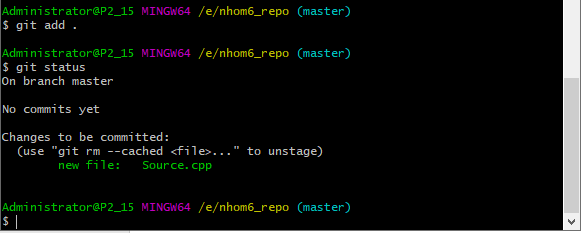 Administrator@P2_15 MINGW64 /e/nhom6_repo (master)
$ git add .
Administrator@P2_15 MINGW64 /e/nhom6_repo (master)
$ git status
On branch master
No commits yet
Changes to be committed:
(use "git rm --cached <file>..." to unstage)
new file:   Source.cpp
Administrator@P2_15 MINGW64 /e/nhom6_repo (master)
$